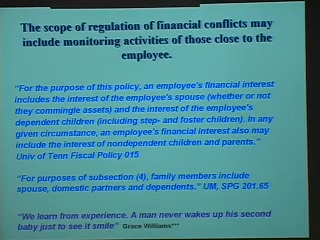 The scope of regulation of financial conflicts may
include monitoring activities of those close to the
employee.
“For the purpose of this policy, an employee's financial interest
includes the interest of the employee's spouse (whether or not
they commingle assets) and the interest of the employee's
dependent children (including step- and foster children). In any
given circumstance, an employee's financial interest also may
include the interest of nondependent children and parents.”
Univ of Tenn Fiscal Policy 015
“For purposes of subsection (4), family members include
spouse, domestic partners and dependents.” UM, SPG 201.65
“We learn from experience. A man never wakes up his second
baby just to see it smile” Grace Williams